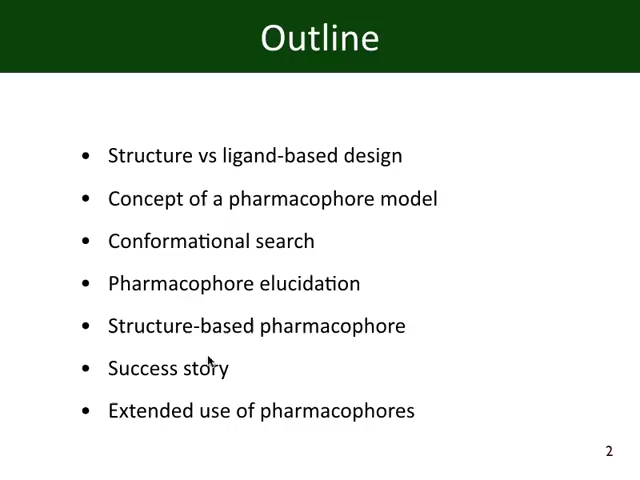 Outline
• Structure vs ligand-based design
• Concept of a pharmacophore model
• Conformational search
• Pharmacophore elucidation
• Structure-based pharmacophore
• Success story
• Extended use of pharmacophores
2